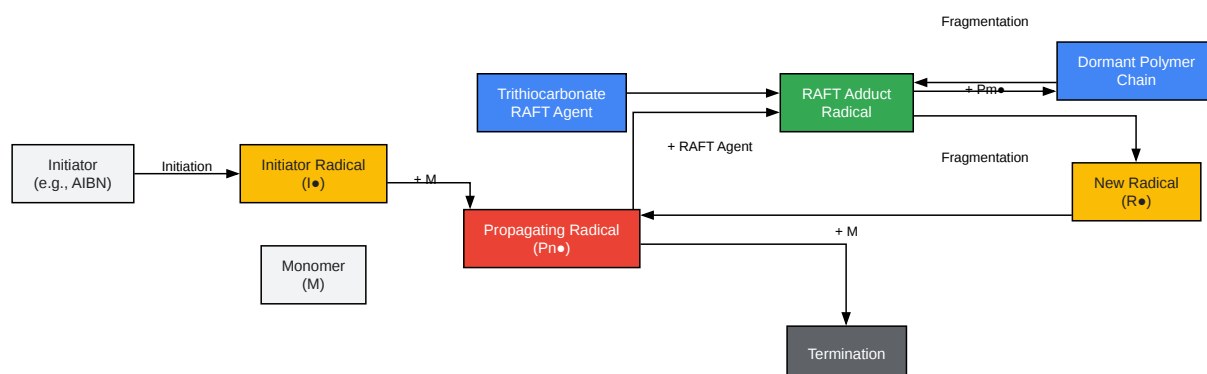 Fragmentation
Dormant Polymer
Chain
Trithiocarbonate
RAFT Agent
RAFT Adduct
Radical
+ Pm●
+ RAFT Agent
Fragmentation
Initiator
(e.g., AIBN)
Initiation
Initiator Radical
(I●)
+ M
New Radical
(R●)
Propagating Radical
(Pn●)
+ M
Monomer
(M)
Termination